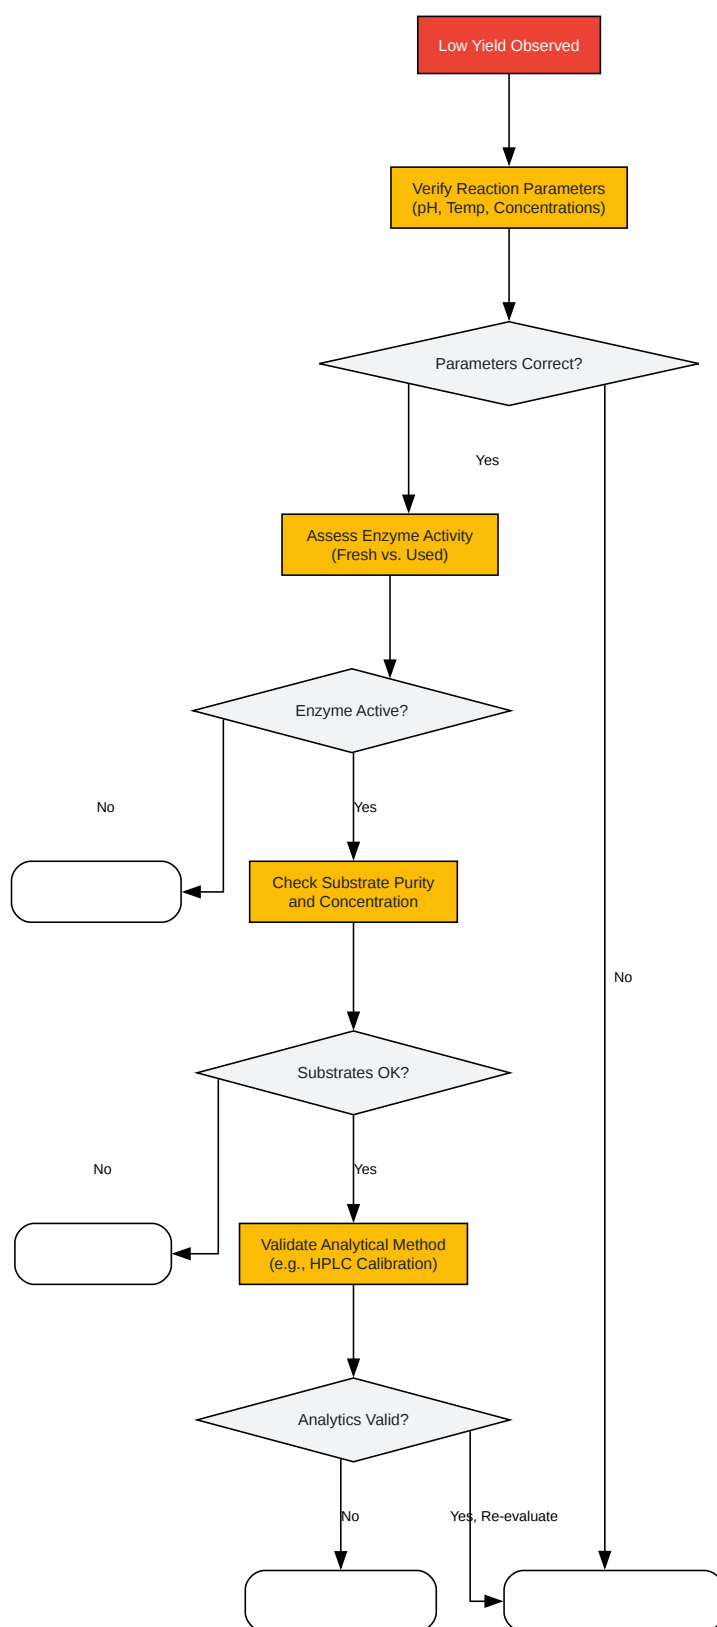 Low Yield Observed
Verify Reaction Parameters
(pH, Temp, Concentrations)
Parameters Correct?
Yes
Assess Enzyme Activity
(Fresh vs. Used)
Enzyme Active?
No
Yes
Check Substrate Purity
and Concentration
No
Substrates OK?
No
Yes
Validate Analytical Method
(e.g., HPLC Calibration)
Analytics Valid?
No
Yes, Re-evaluate